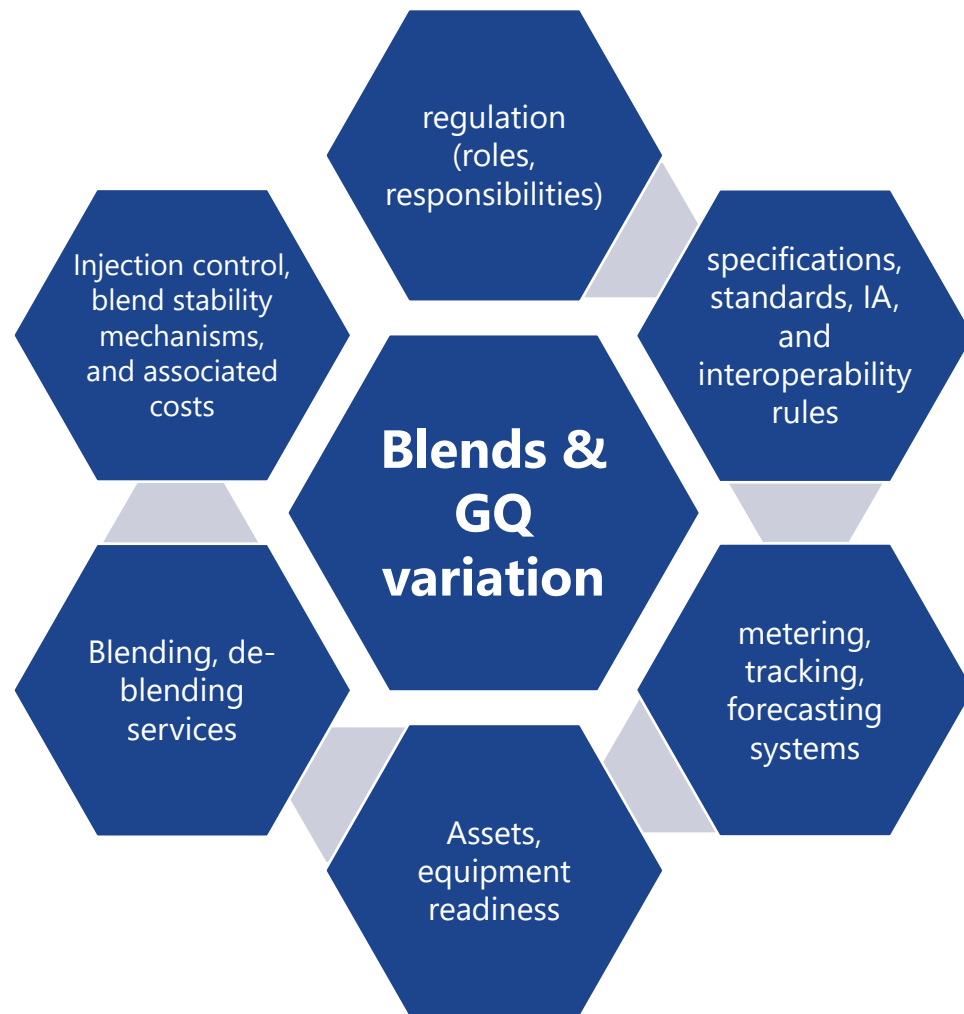 regulation
(roles,
responsibilities)
specifications,
standards, IA,
and
interoperability
rules
metering,
tracking,
forecasting
systems
Assets,
equipment
readiness
Blending, de-
blending
services
Injection control,
blend stability
mechanisms,
and associated
costs
Blends &
GQ
variation